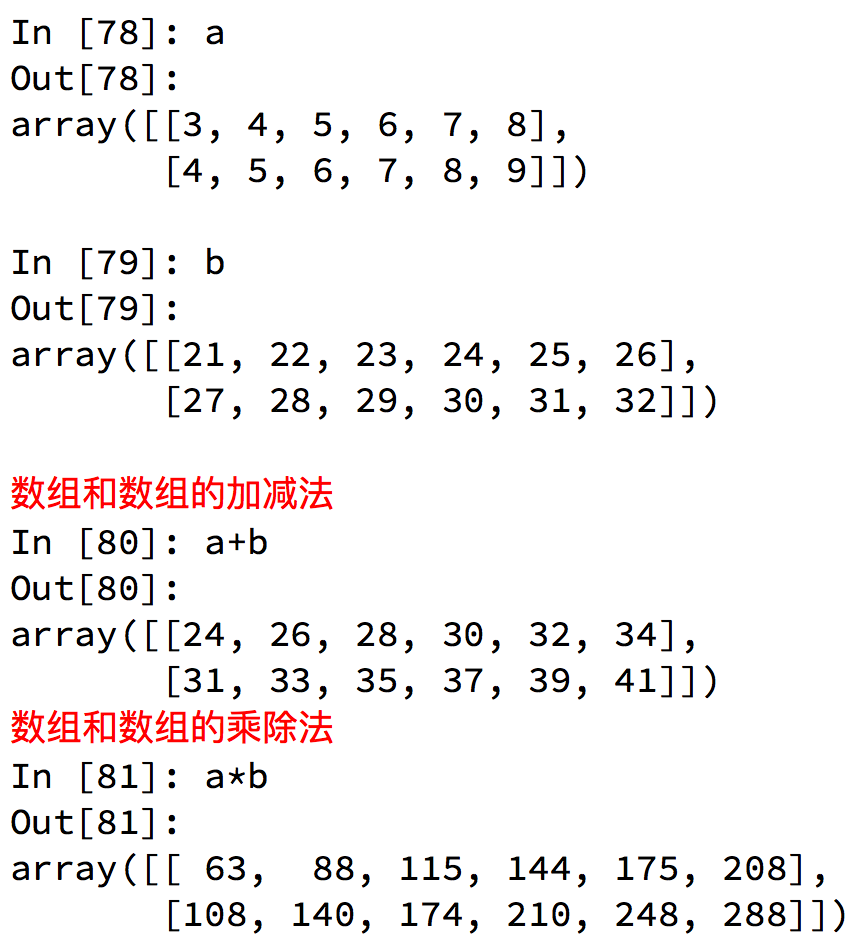 In [78]: a
Out[78]:
array([[3, 4, 5, 6, 7, 8],
       [4, 5, 6, 7, 8, 9]])
In [79]: b
Out[79]:
array([[21, 22, 23, 24, 25, 26],
       [27, 28, 29, 30, 31, 32]])
数组和数组的加减法
In [80]: a+b
Out[80]:
array([[24, 26, 28, 30, 32, 34],
       [31, 33, 35, 37, 39, 41]])
数组和数组的乘除法
In [81]: a*b
Out[81]:
array([[ 63,  88, 115, 144, 175, 208],
       [108, 140, 174, 210, 248, 288]])